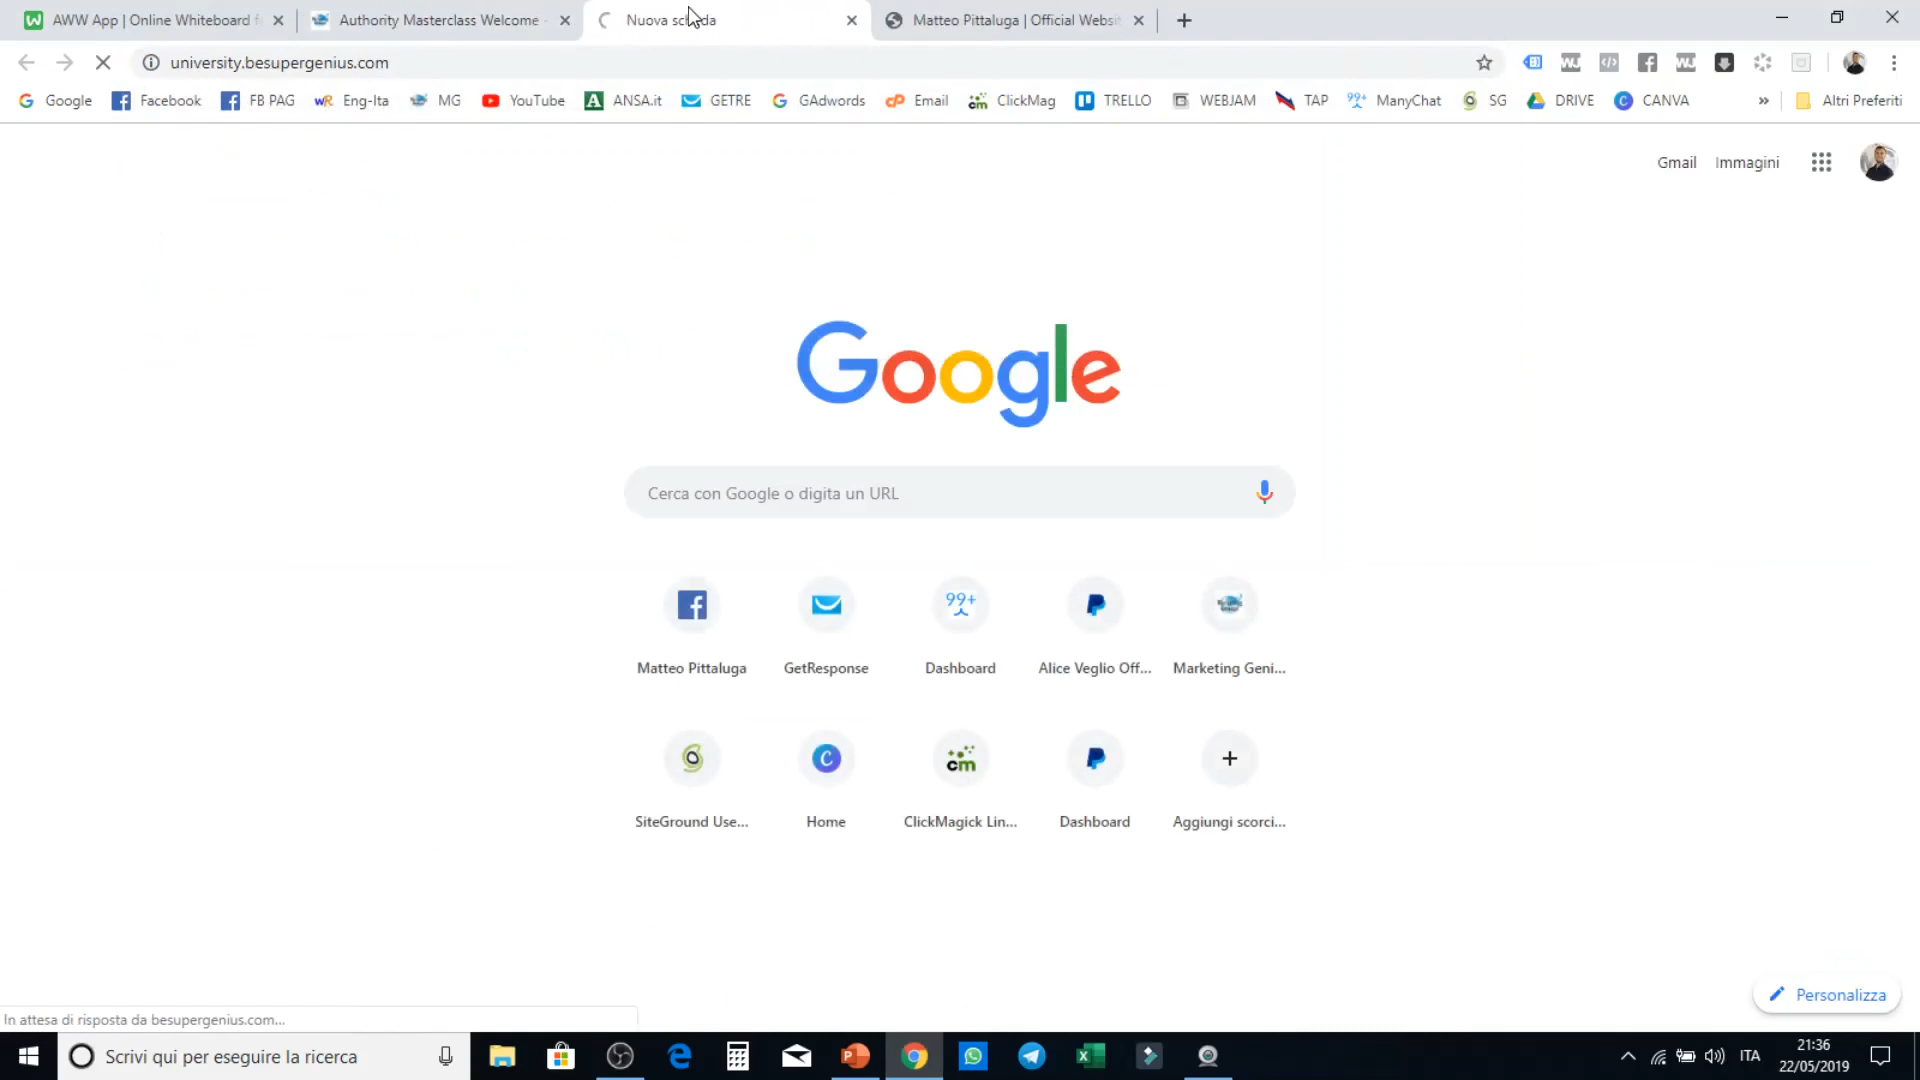 AWW App | Online Whiteboard f
Authority Masterclass Welcome -
Nuova scheda
Matteo Pittaluga | Official Websi
university.besupergenius.com
Google
Facebook
FB PAG
Eng-Ita
MG
YouTube
ANSA.it
GETRE
GAdwords
Email
ClickMag
TRELLO
WEBJAM
TAP
ManyChat
SG
DRIVE
CANVA
Altri Preferiti
Gmail
Immagini
Google
Cerca con Google o digita un URL
99+
Matteo Pittaluga
GetResponse
Dashboard
Alice Veglio Off...
Marketing Geni...
SiteGround Use...
Home
ClickMagick Lin...
Dashboard
Aggiungi scorci...
Personalizza
In attesa di risposta da besupergenius.com...
Scrivi qui per eseguire la ricerca
ITA
21:36
22/05/2019